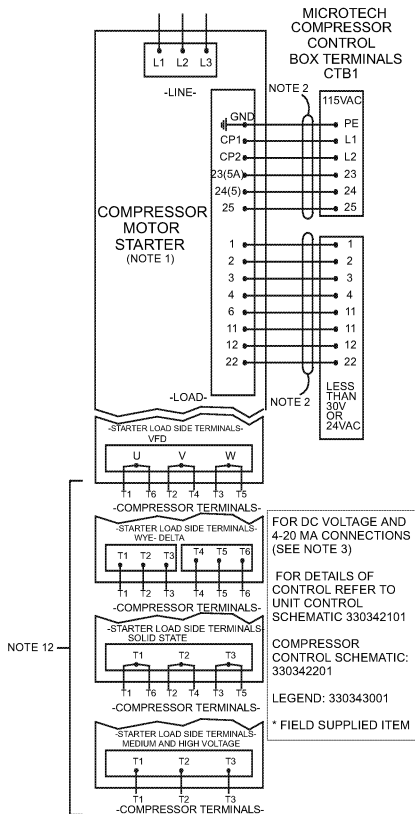 MICROTECH
COMPRESSOR
CONTROL
BOX TERMINALS
CTB1
L1 L2 L3
-LINE-
NOTE 2
115VAC
GND PE
CP1 L1
CP2 L2
23(5A) 23
24(5) 24
25 25
COMPRESSOR
MOTOR
STARTER
(NOTE 1)
1 1
2 2
3 3
4 4
6 6
11 11
12 12
22 22
LESS
THAN
30V
OR
24VAC
NOTE 2
-LOAD-
-STARTER LOAD SIDE TERMINALS-
VFD
U V W
T1 T6 T2 T4 T3 T5
-COMPRESSOR TERMINALS-
-STARTER LOAD SIDE TERMINALS-
WYE- DELTA
T1 T2 T3 T4 T5 T6
T1 T2 T3 T4 T5 T6
-COMPRESSOR TERMINALS-
-STARTER LOAD SIDE TERMINALS-
SOLID STATE
T1 T2 T3
T1 T6 T2 T4 T3 T5
-COMPRESSOR TERMINALS-
-STARTER LOAD SIDE TERMINALS-
MEDIUM AND HIGH VOLTAGE
T1 T2 T3
T1 T2 T3
-COMPRESSOR TERMINALS-
NOTE 12
FOR DC VOLTAGE AND
4-20 MA CONNECTIONS
(SEE NOTE 3)
FOR DETAILS OF
CONTROL REFER TO
UNIT CONTROL
SCHEMATIC 330342101
COMPRESSOR
CONTROL SCHEMATIC:
330342201
LEGEND: 330343001
* FIELD SUPPLIED ITEM